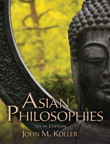 ASIAN
PHILOSOPHIES
SIXTH EDITION
JOHN M. KOLLER